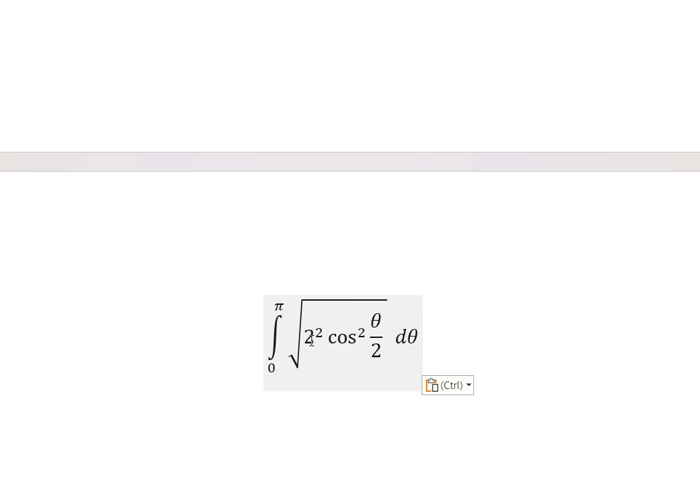 ∫₀^π √(2² cos² θ/2) dθ
(Ctrl)